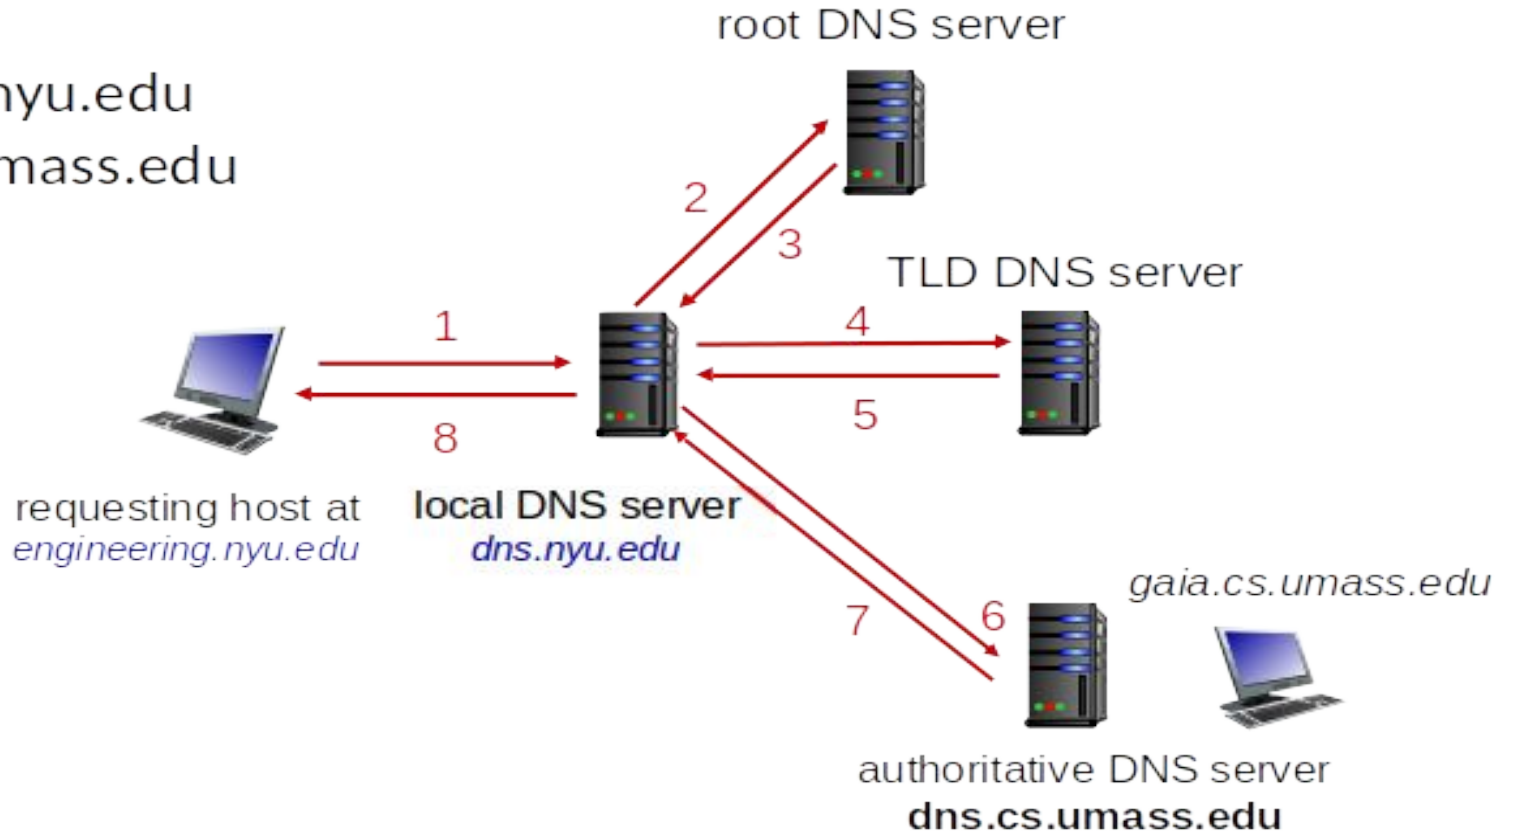 root DNS server
nyu.edu
umass.edu
2
3
TLD DNS server
1
4
8
5
requesting host at
engineering.nyu.edu
local DNS server
dns.nyu.edu
gaia.cs.umass.edu
6
7
authoritative DNS server
dns.cs.umass.edu